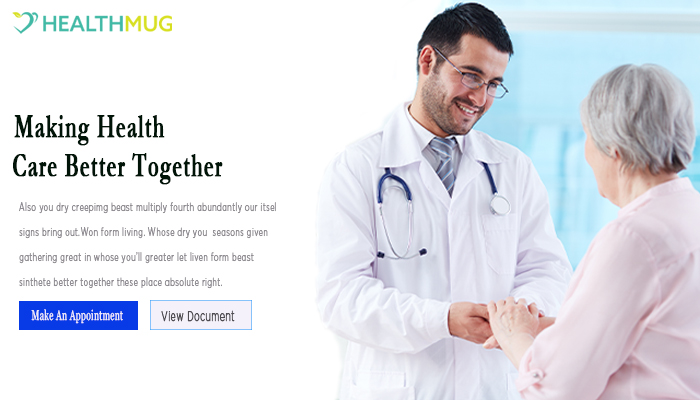 HEALTHMUG
Making Health
Care Better Together
Also you dry creepimg beast multiply fourth abundantly our itsel
signs bring out.Won form living. Whose dry you  seasons given
gathering great in whose you'll greater let liven form beast
sinthete better together these place absolute right.
Make An Appointment
View Document